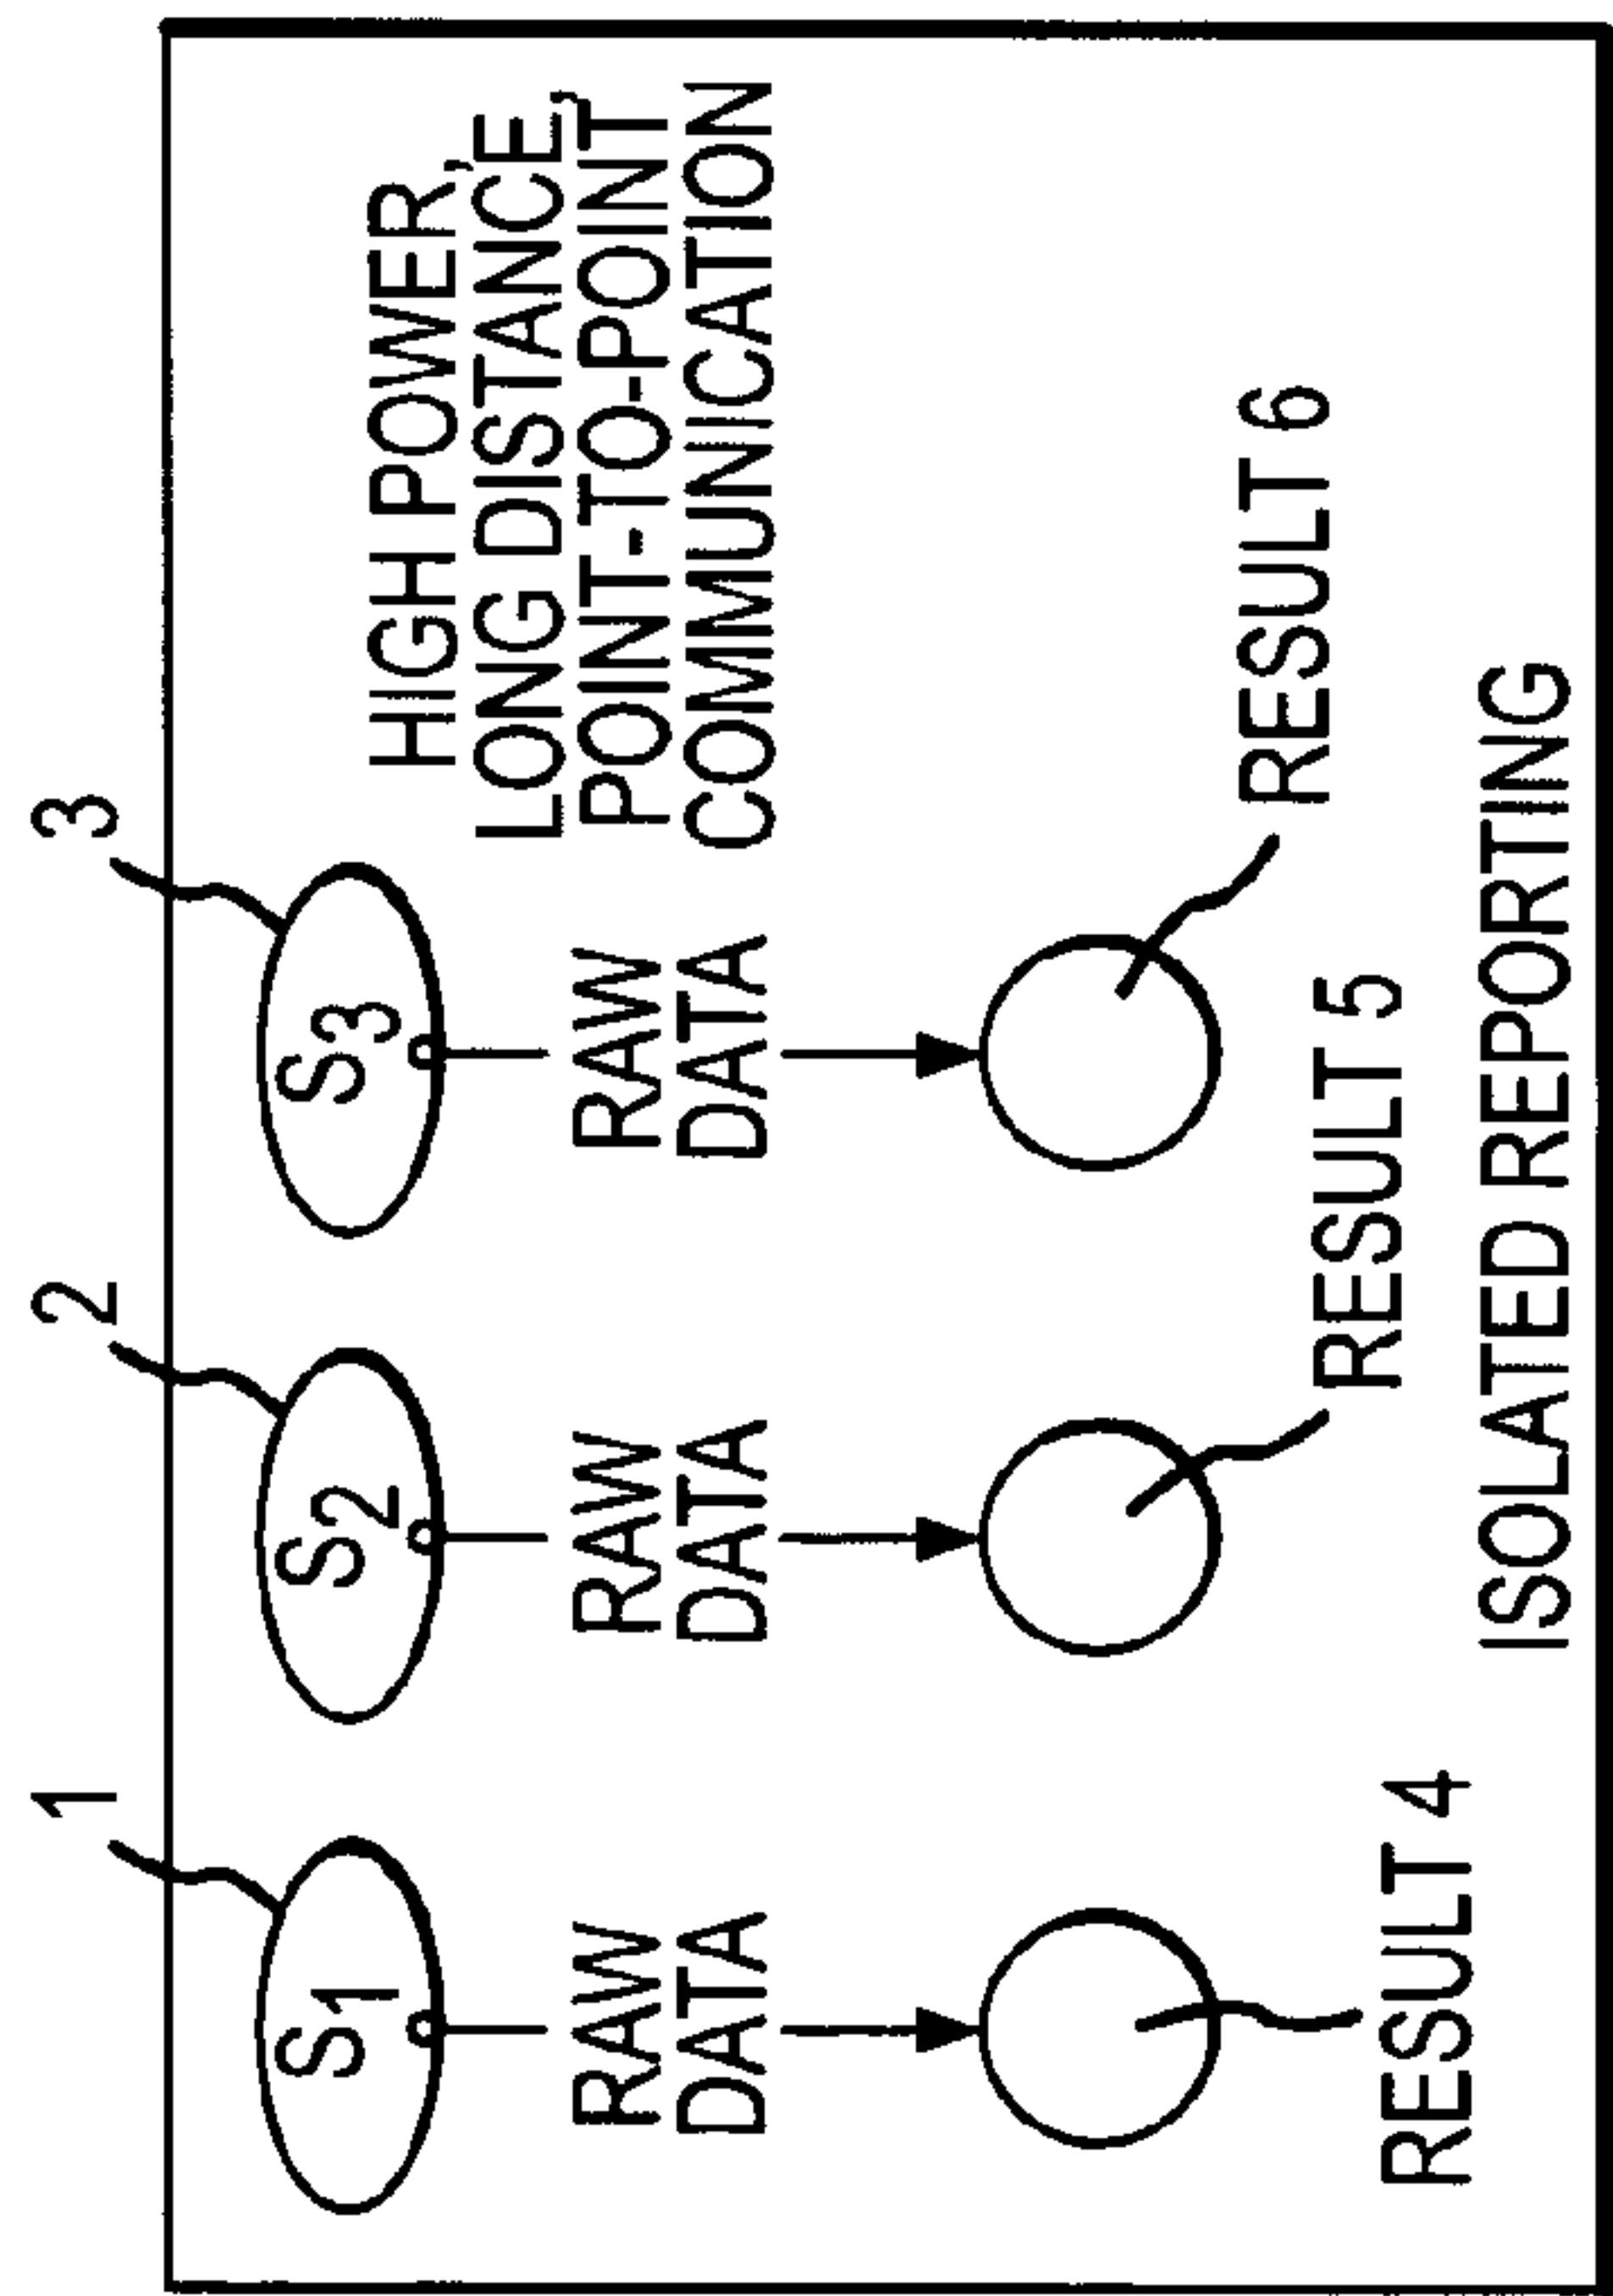 1
2
3
S1
S2
S3
HIGH POWER,
LONG DISTANCE,
POINT-TO-POINT
COMMUNICATION
RAW
DATA
RAW
DATA
RAW
DATA
RESULT 4
RESULT 5
RESULT 6
ISOLATED REPORTING